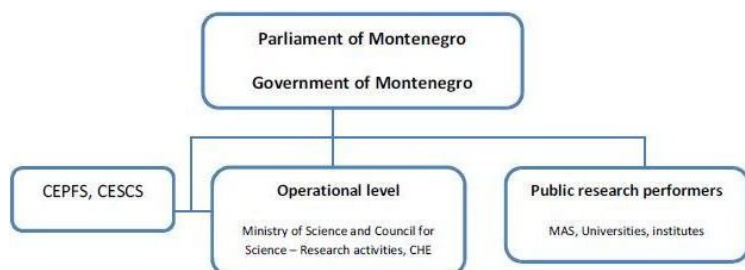 Parliament of Montenegro
Government of Montenegro
CEPFS, CESCS
Operational level
Ministry of Science and Council for
Science – Research activities, CHE
Public research performers
MAS, Universities, institutes